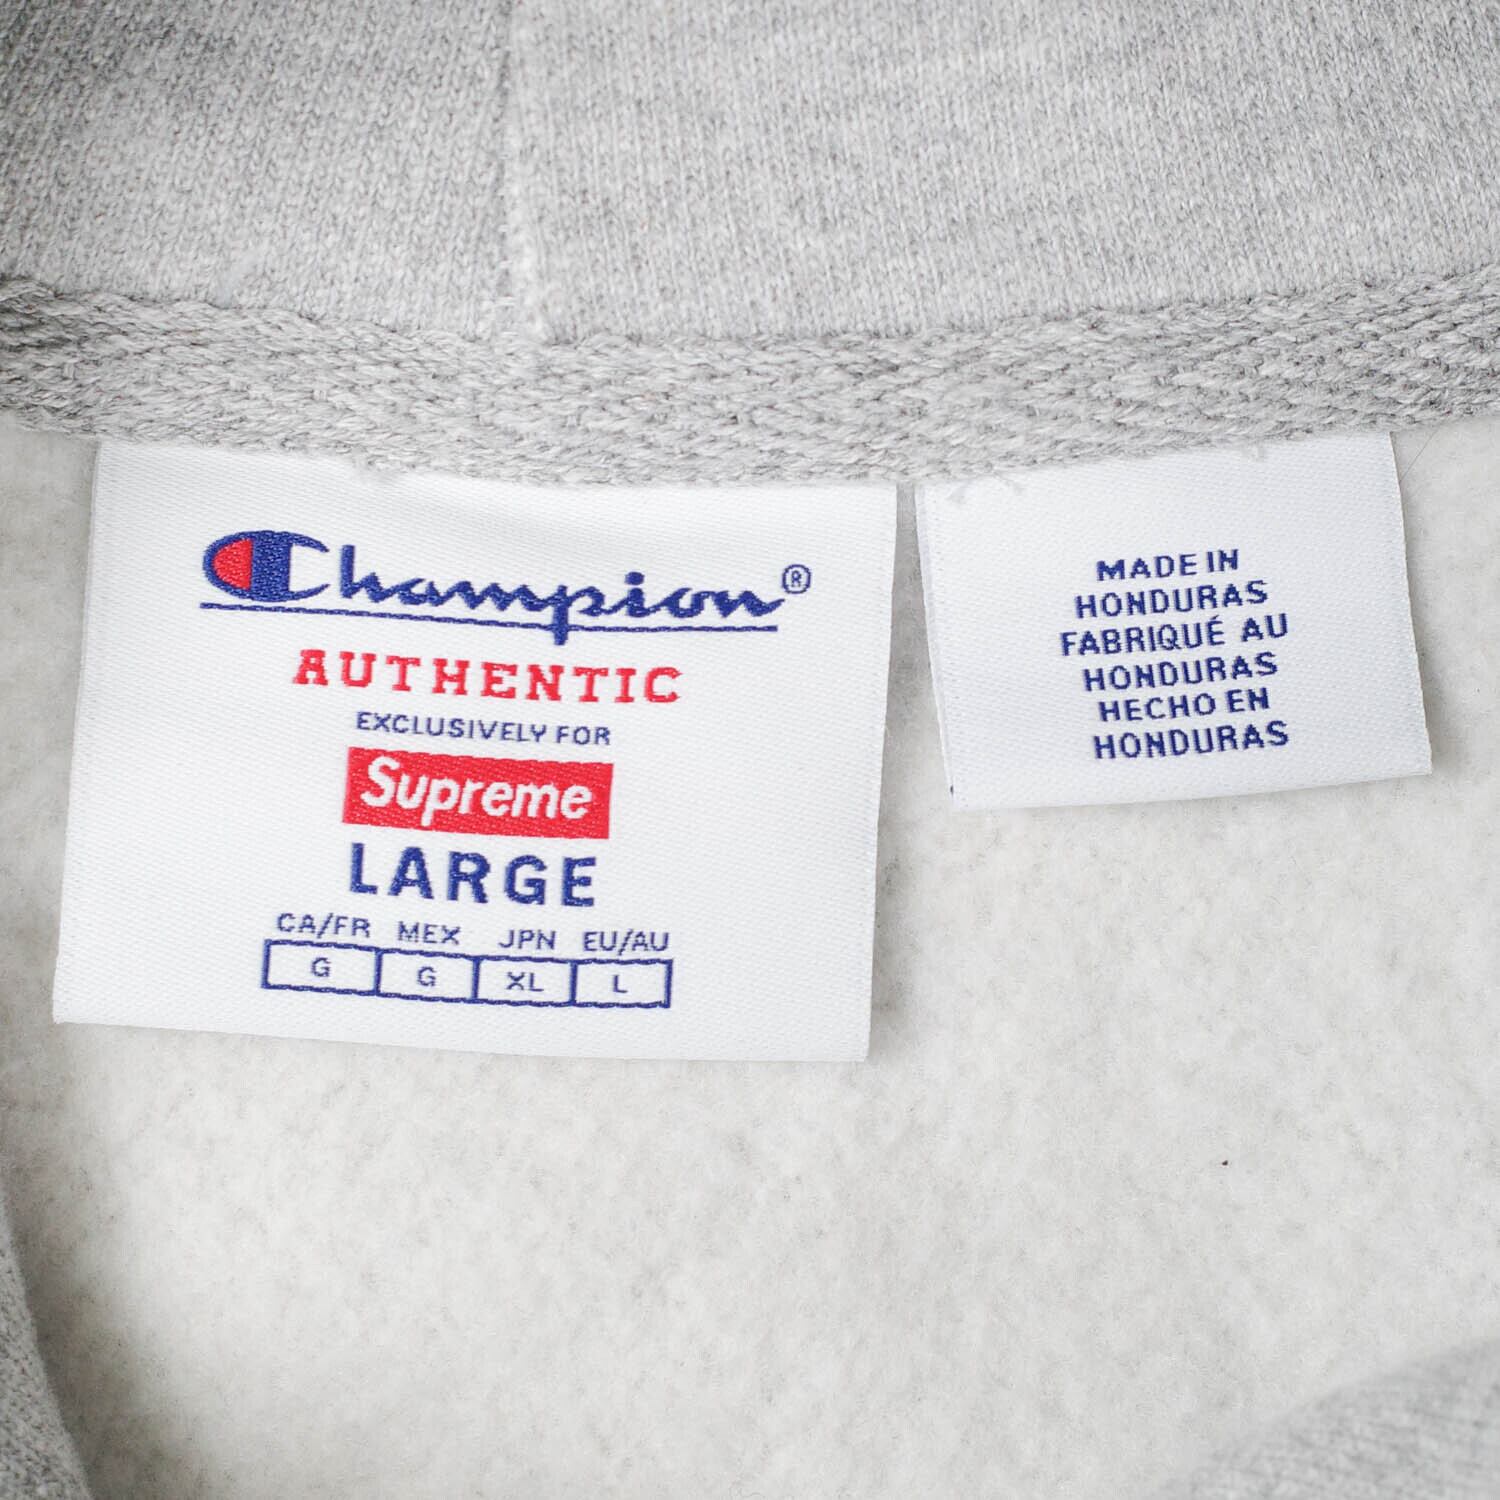 Champion®
AUTHENTIC
EXCLUSIVELY FOR
Supreme
LARGE
CA/FR MEX JPN EU/AU
G G XL L
MADE IN
HONDURAS
FABRIQUÉ AU
HONDURAS
HECHO EN
HONDURAS